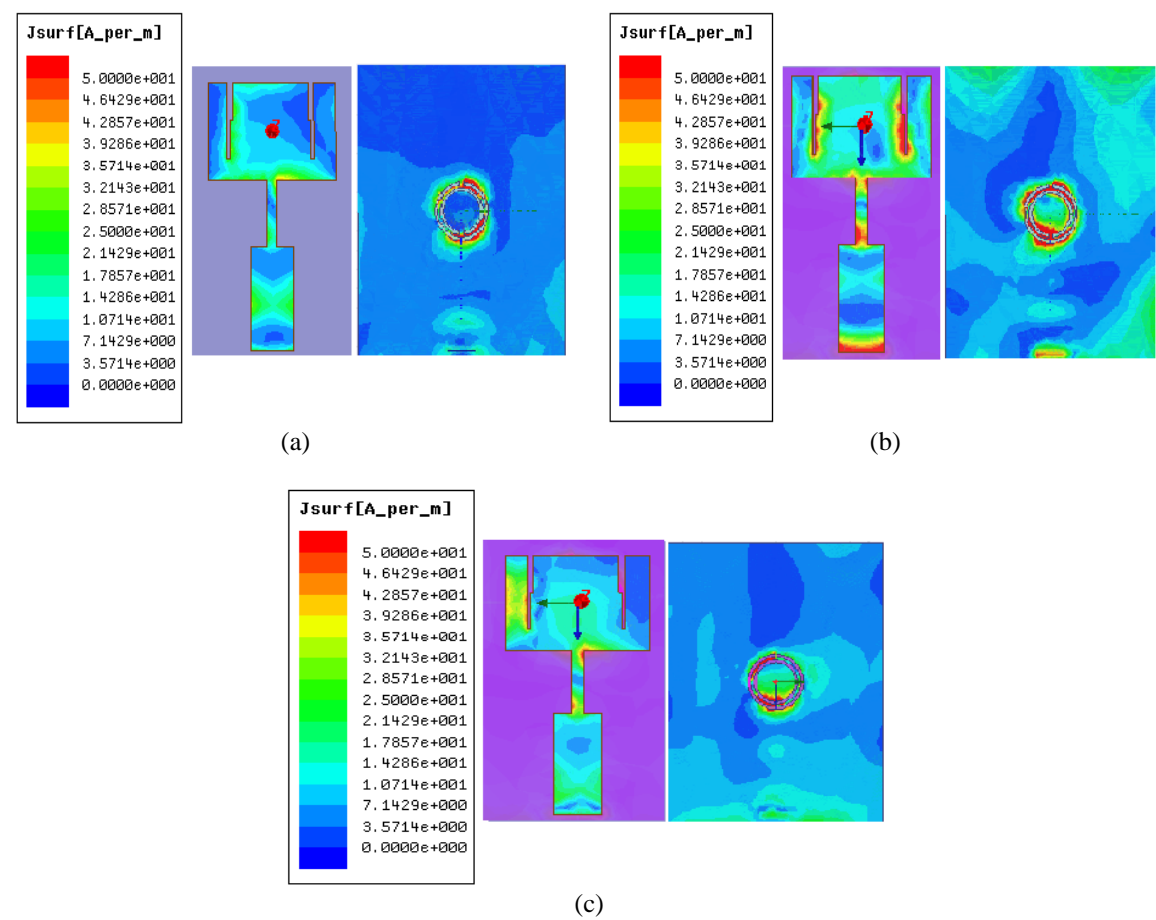 Jsurf[A_per_m]
5.0000e+001
4.6429e+001
4.2857e+001
3.9286e+001
3.5714e+001
3.2143e+001
2.8571e+001
2.5000e+001
2.1429e+001
1.7857e+001
1.4286e+001
1.0714e+001
7.1429e+000
3.5714e+000
0.0000e+000
(a)
Jsurf[A_per_m]
5.0000e+001
4.6429e+001
4.2857e+001
3.9286e+001
3.5714e+001
3.2143e+001
2.8571e+001
2.5000e+001
2.1429e+001
1.7857e+001
1.4286e+001
1.0714e+001
7.1429e+000
3.5714e+000
0.0000e+000
(b)
Jsurf[A_per_m]
5.0000e+001
4.6429e+001
4.2857e+001
3.9286e+001
3.5714e+001
3.2143e+001
2.8571e+001
2.5000e+001
2.1429e+001
1.7857e+001
1.4286e+001
1.0714e+001
7.1429e+000
3.5714e+000
0.0000e+000
(c)